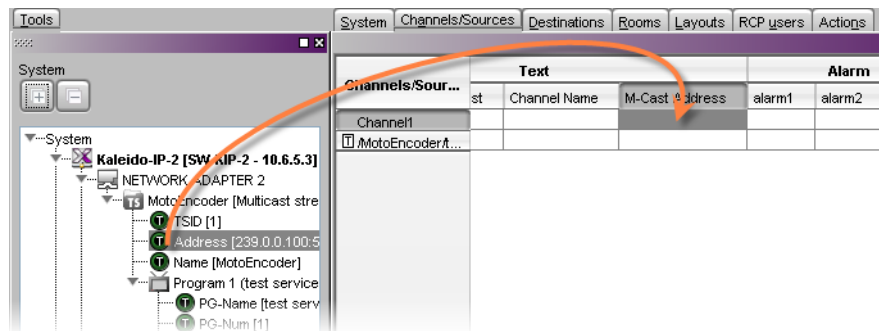 Tools
System
System
Kaleido-IP-2 [SW KIP-2 - 10.6.5.3]
NETWORK ADAPTER 2
TS MotoEncoder [Multicast stre
T TSID [1]
T Address [239.0.0.100:5
T Name [MotoEncoder]
Program 1 (test service
T PG-Name [test serv
T PG-Num [1]
System Channels/Sources Destinations Rooms Layouts RCP users Actions
Channels/Sour... Text Alarm
st Channel Name M-Cast Address alarm1 alarm2
Channel1
T /MotoEncoder/t...